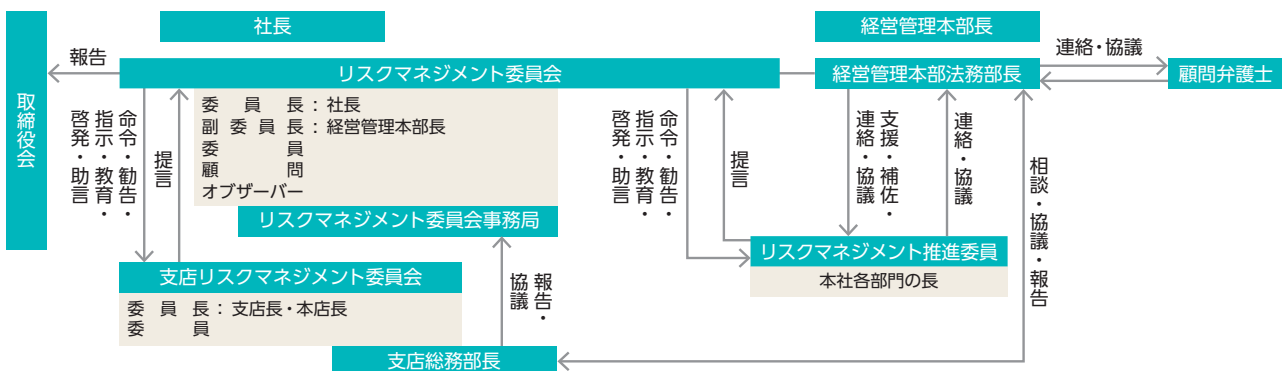 社長
経営管理本部長
取締役会
報告
リスクマネジメント委員会
経営管理本部法務部長
連絡・協議
顧問弁護士
委員長：社長
副委員長：経営管理本部長
委員
顧問
オブザーバー
リスクマネジメント委員会事務局
命令・勧告・
指示・教育・
啓発・助言
提言
命令・勧告・
指示・教育・
啓発・助言
提言
支援・補佐・
連絡・協議
連絡・協議
相談・協議・報告
リスクマネジメント推進委員
本社各部門の長
支店リスクマネジメント委員会
委員長：支店長・本店長
委員
報告・
協議
支店総務部長